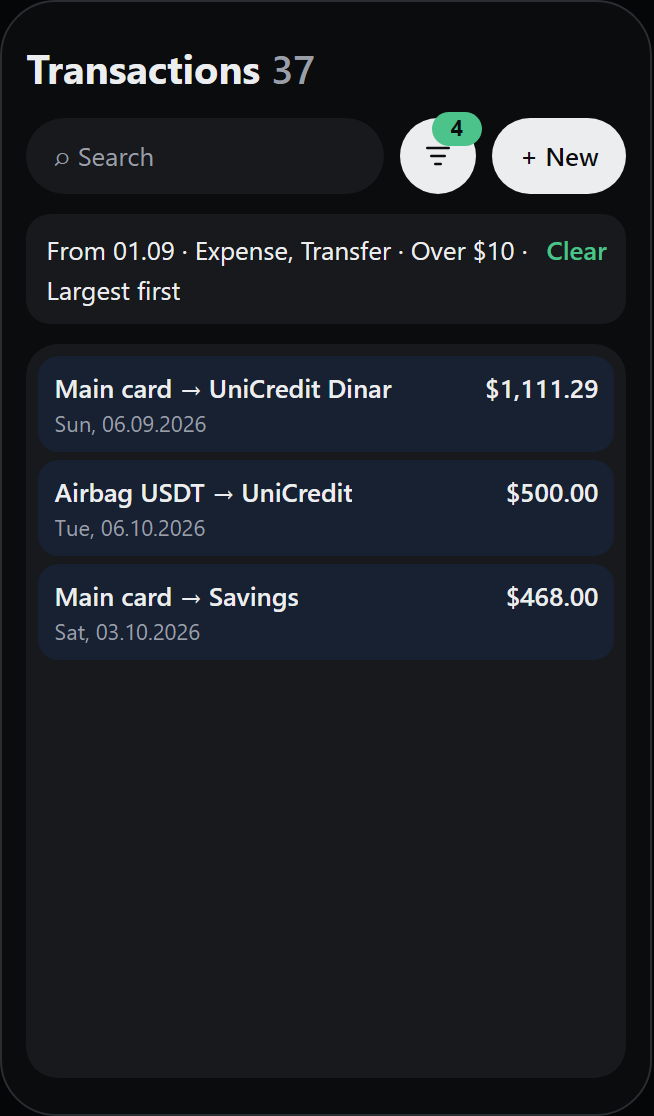 Transactions 37
⌕ Search
4
+ New
From 01.09 · Expense, Transfer · Over $10 ·
Clear
Largest first
Main card → UniCredit Dinar
$1,111.29
Sun, 06.09.2026
Airbag USDT → UniCredit
$500.00
Tue, 06.10.2026
Main card → Savings
$468.00
Sat, 03.10.2026